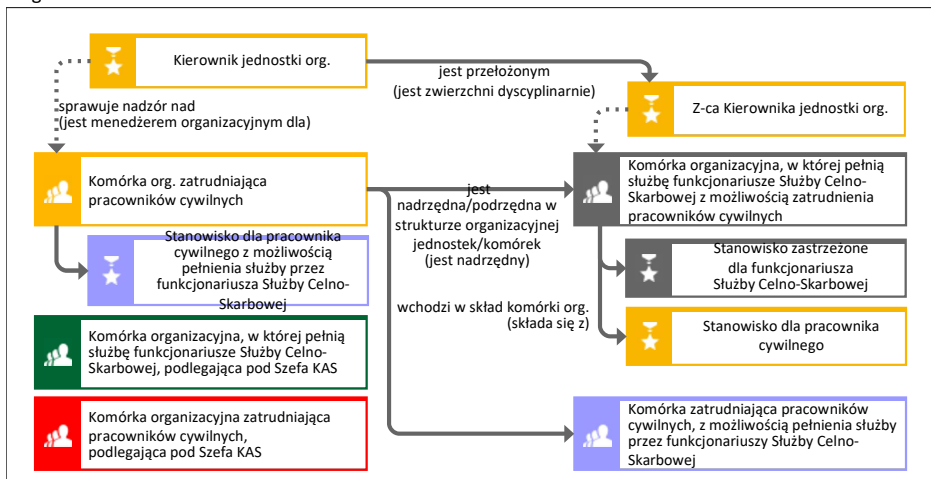 Kierownik jednostki org.
jest przełożonym
(jest zwierzchni dyscyplinarnie)
sprawuje nadzór nad
(jest menedżerem organizacyjnym dla)
Z-ca Kierownika jednostki org.
Komórka org. zatrudniająca
pracowników cywilnych
jest
nadrzędna/podrzędna w
strukturze organizacyjnej
jednostek/komórek
(jest nadrzędny)
Komórka organizacyjna, w której pełnią
służbę funkcjonariusze Służby Celno-
Skarbowej z możliwością zatrudnienia
pracowników cywilnych
Stanowisko dla pracownika
cywilnego z możliwością
pełnienia służby przez
funkcjonariusza Służby Celno-
Skarbowej
Stanowisko zastrzeżone
dla funkcjonariusza
Służby Celno-Skarbowej
wchodzi w skład komórki org.
(składa się z)
Stanowisko dla pracownika
cywilnego
Komórka organizacyjna, w której pełnią
służbę funkcjonariusze Służby Celno-
Skarbowej, podlegająca pod Szefa KAS
Komórka organizacyjna zatrudniająca
pracowników cywilnych,
podlegająca pod Szefa KAS
Komórka zatrudniająca pracowników
cywilnych, z możliwością pełnienia służby
przez funkcjonariuszy Służby Celno-
Skarbowej